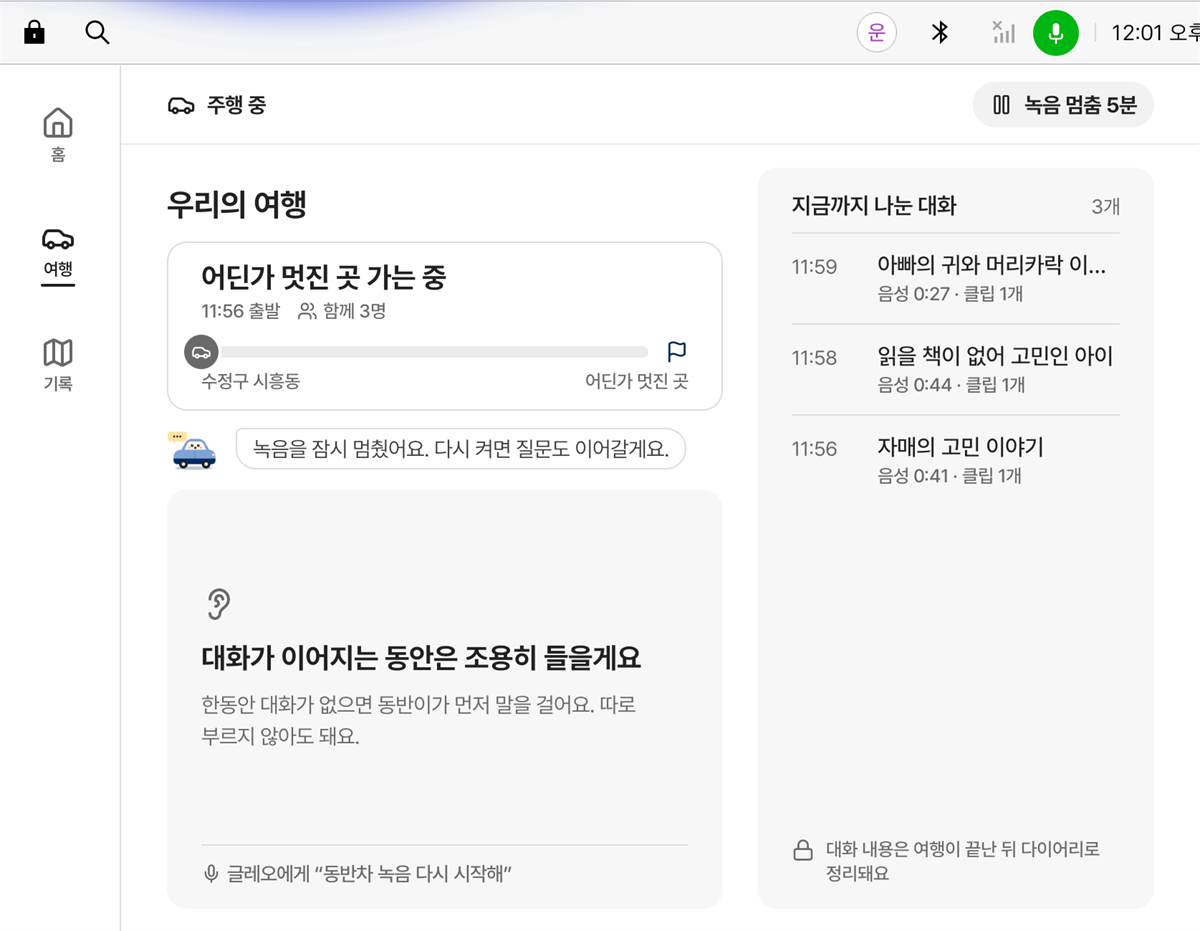 운
12:01 오후
홈
여행
기록
주행 중
녹음 멈춤 5분
우리의 여행
어딘가 멋진 곳 가는 중
11:56 출발 함께 3명
수정구 시흥동 어딘가 멋진 곳
녹음을 잠시 멈췄어요. 다시 켜면 질문도 이어갈게요.
대화가 이어지는 동안은 조용히 들을게요
한동안 대화가 없으면 동반이가 먼저 말을 걸어요. 따로
부르지 않아도 돼요.
글레오에게 “동반차 녹음 다시 시작해”
지금까지 나눈 대화 3개
11:59 아빠의 귀와 머리카락 이...
음성 0:27 · 클립 1개
11:58 읽을 책이 없어 고민인 아이
음성 0:44 · 클립 1개
11:56 자매의 고민 이야기
음성 0:41 · 클립 1개
대화 내용은 여행이 끝난 뒤 다이어리로
정리돼요